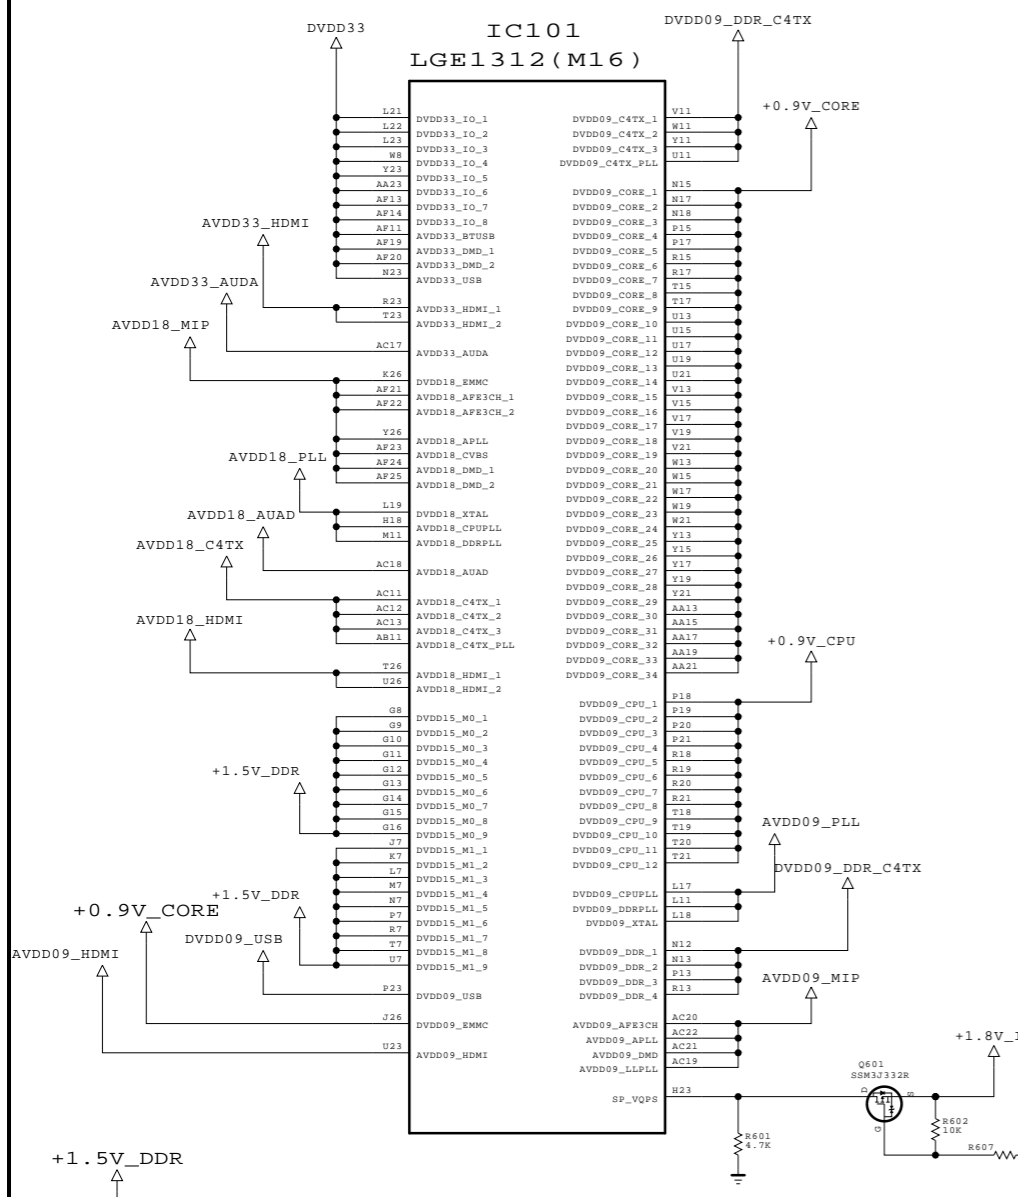 IC101
LGE1312(M16)
DVDD33
L21 DVDD33_IO_1
L22 DVDD33_IO_2
L23 DVDD33_IO_3
W8 DVDD33_IO_4
Y23 DVDD33_IO_5
AA23 DVDD33_IO_6
AF13 DVDD33_IO_7
AF14 DVDD33_IO_8
AF11 AVDD33_BTUSB
AF19 AVDD33_DMD_1
AF20 AVDD33_DMD_2
N23 AVDD33_USB
AVDD33_HDMI
R23 AVDD33_HDMI_1
T23 AVDD33_HDMI_2
AVDD33_AUDA
AC17 AVDD33_AUDA
AVDD18_MIP
K26 DVDD18_EMMC
AF21 AVDD18_AFE3CH_1
AF22 AVDD18_AFE3CH_2
Y26 AVDD18_APLL
AF23 AVDD18_CVBS
AF24 AVDD18_DMD_1
AF25 AVDD18_DMD_2
AVDD18_PLL
L19 DVDD18_XTAL
H18 AVDD18_CPUPLL
M11 AVDD18_DDRPLL
AVDD18_AUAD
AC18 AVDD18_AUAD
AVDD18_C4TX
AC11 AVDD18_C4TX_1
AC12 AVDD18_C4TX_2
AC13 AVDD18_C4TX_3
AB11 AVDD18_C4TX_PLL
AVDD18_HDMI
T26 AVDD18_HDMI_1
U26 AVDD18_HDMI_2
G8 DVDD15_M0_1
G9 DVDD15_M0_2
G10 DVDD15_M0_3
G11 DVDD15_M0_4
G12 DVDD15_M0_5
G13 DVDD15_M0_6
G14 DVDD15_M0_7
G15 DVDD15_M0_8
G16 DVDD15_M0_9
+1.5V_DDR
J7 DVDD15_M1_1
K7 DVDD15_M1_2
L7 DVDD15_M1_3
M7 DVDD15_M1_4
N7 DVDD15_M1_5
P7 DVDD15_M1_6
R7 DVDD15_M1_7
T7 DVDD15_M1_8
U7 DVDD15_M1_9
+1.5V_DDR
+0.9V_CORE
DVDD09_USB
AVDD09_HDMI
P23 DVDD09_USB
J26 DVDD09_EMMC
U23 AVDD09_HDMI
+1.5V_DDR
DVDD09_DDR_C4TX
DVDD09_C4TX_1 V11
DVDD09_C4TX_2 W11
DVDD09_C4TX_3 Y11
DVDD09_C4TX_PLL U11
+0.9V_CORE
DVDD09_CORE_1 N15
DVDD09_CORE_2 N17
DVDD09_CORE_3 N18
DVDD09_CORE_4 P15
DVDD09_CORE_5 P17
DVDD09_CORE_6 R15
DVDD09_CORE_7 R17
DVDD09_CORE_8 T15
DVDD09_CORE_9 T17
DVDD09_CORE_10 U13
DVDD09_CORE_11 U15
DVDD09_CORE_12 U17
DVDD09_CORE_13 U19
DVDD09_CORE_14 U21
DVDD09_CORE_15 V13
DVDD09_CORE_16 V15
DVDD09_CORE_17 V17
DVDD09_CORE_18 V19
DVDD09_CORE_19 V21
DVDD09_CORE_20 W13
DVDD09_CORE_21 W15
DVDD09_CORE_22 W17
DVDD09_CORE_23 W19
DVDD09_CORE_24 W21
DVDD09_CORE_25 Y13
DVDD09_CORE_26 Y15
DVDD09_CORE_27 Y17
DVDD09_CORE_28 Y19
DVDD09_CORE_29 Y21
DVDD09_CORE_30 AA13
DVDD09_CORE_31 AA15
DVDD09_CORE_32 AA17
DVDD09_CORE_33 AA19
DVDD09_CORE_34 AA21
+0.9V_CPU
DVDD09_CPU_1 P18
DVDD09_CPU_2 P19
DVDD09_CPU_3 P20
DVDD09_CPU_4 P21
DVDD09_CPU_5 R18
DVDD09_CPU_6 R19
DVDD09_CPU_7 R20
DVDD09_CPU_8 R21
DVDD09_CPU_9 T18
DVDD09_CPU_10 T19
DVDD09_CPU_11 T20
DVDD09_CPU_12 T21
AVDD09_PLL
DVDD09_CPUPLL L17
DVDD09_DDRPLL L11
DVDD09_XTAL L18
DVDD09_DDR_C4TX
DVDD09_DDR_1 N12
DVDD09_DDR_2 N13
DVDD09_DDR_3 P13
DVDD09_DDR_4 R13
AVDD09_MIP
AVDD09_AFE3CH AC20
AVDD09_APLL AC22
AVDD09_DMD AC21
AVDD09_LLPLL AC19
SP_VQPS H23
+1.8V_
Q601
SSM3J332R
D
S
G
R601
4.7K
R602
10K
R607